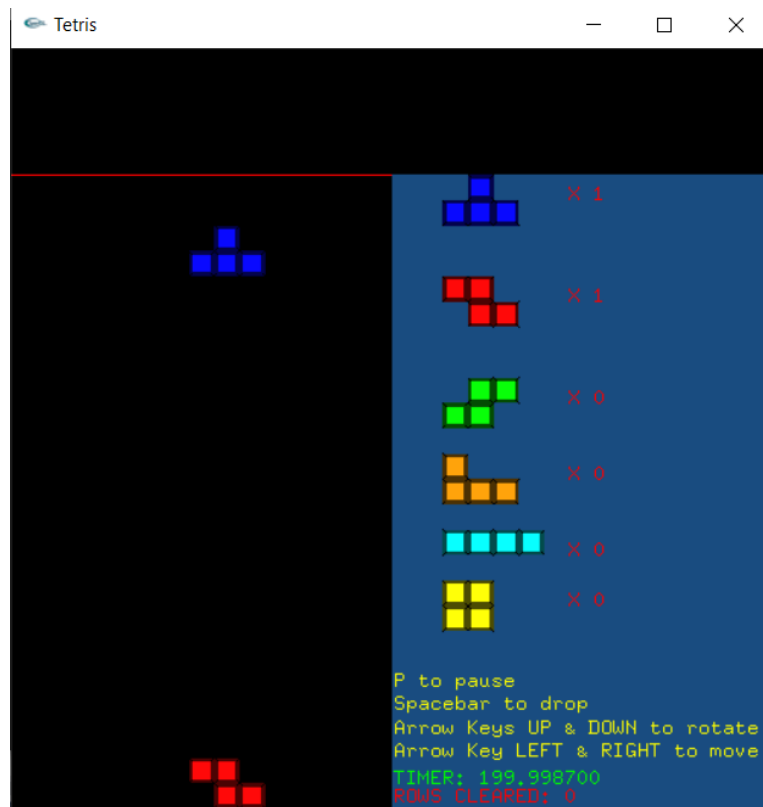 Tetris
X 1
X 1
X 0
X 0
X 0
X 0
P to pause
Spacebar to drop
Arrow Keys UP & DOWN to rotate
Arrow Key LEFT & RIGHT to move
TIMER: 199.998700
ROWS CLEARED: 0